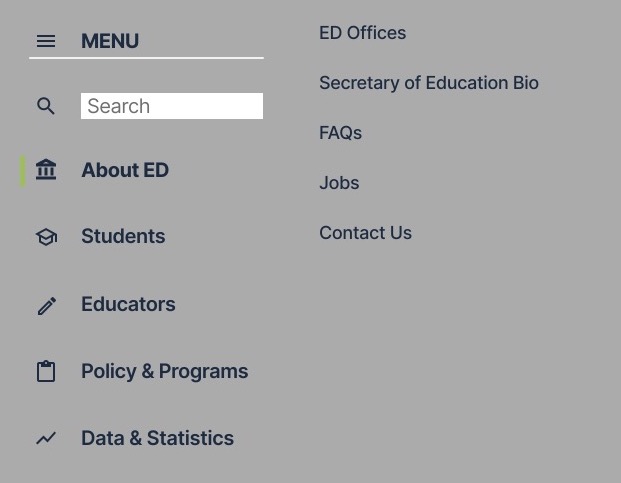 MENU
Search
About ED
Students
Educators
Policy & Programs
Data & Statistics
ED Offices
Secretary of Education Bio
FAQs
Jobs
Contact Us